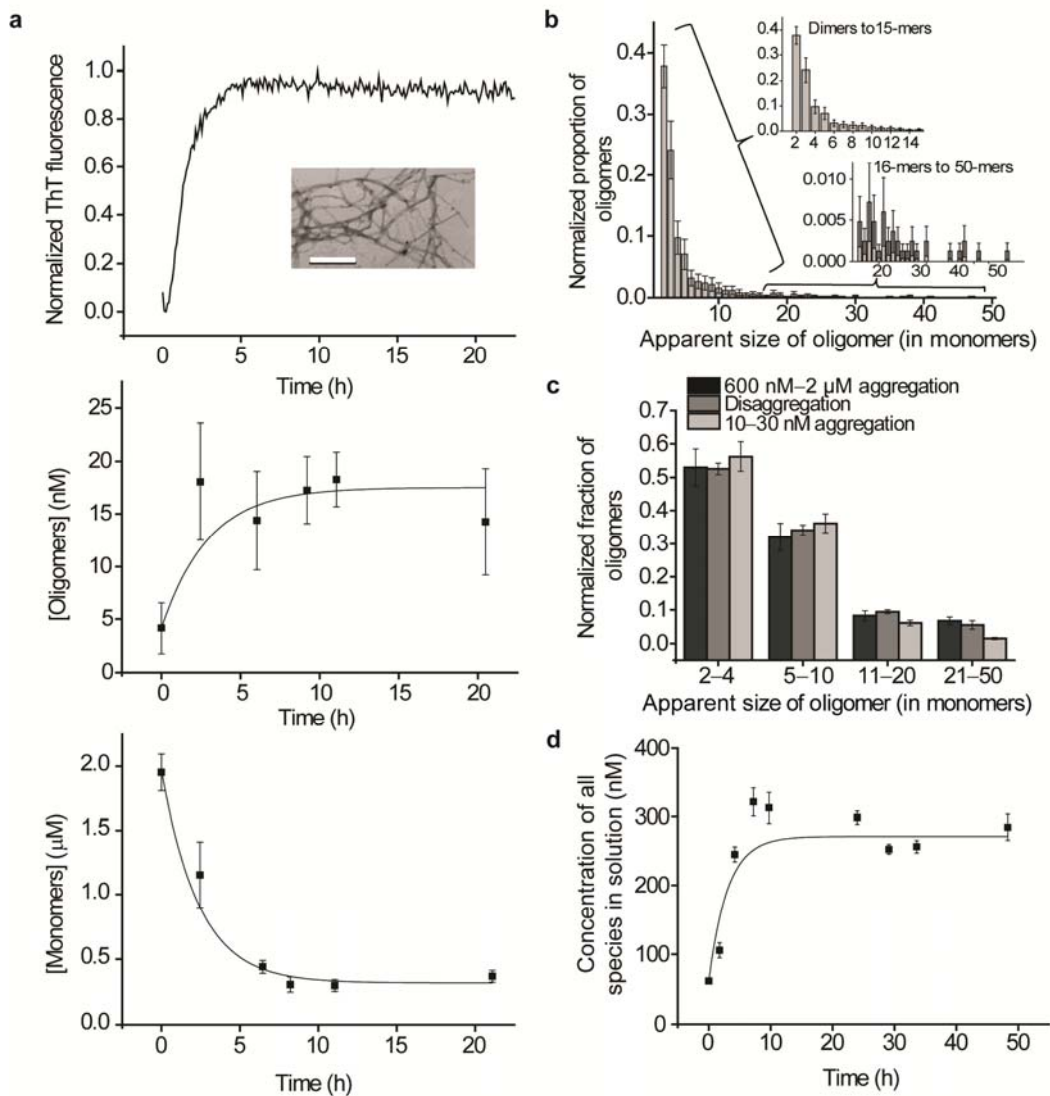 a
Normalized ThT fluorescence
1.0
0.8
0.6
0.4
0.2
0.0
0
5
10
15
20
Time (h)
[Oligomers] (nM)
25
20
15
10
5
0
0
5
10
15
20
Time (h)
[Monomers] (µM)
2.0
1.5
1.0
0.5
0.0
0
5
10
15
20
Time (h)
b
Normalized proportion of
oligomers
0.4
0.3
0.2
0.1
0.0
10
20
30
40
50
Apparent size of oligomer (in monomers)
Dimers to15-mers
0.4
0.3
0.2
0.1
0.0
2 4 6 8 10 12 14
16-mers to 50-mers
0.010
0.005
0.000
20 30 40 50
c
600 nM–2 µM aggregation
Disaggregation
10–30 nM aggregation
Normalized fraction of
oligomers
0.7
0.6
0.5
0.4
0.3
0.2
0.1
0.0
2–4
5–10
11–20
21–50
Apparent size of oligomer (in monomers)
d
Concentration of all
species in solution (nM)
400
300
200
100
0
0
10
20
30
40
50
Time (h)